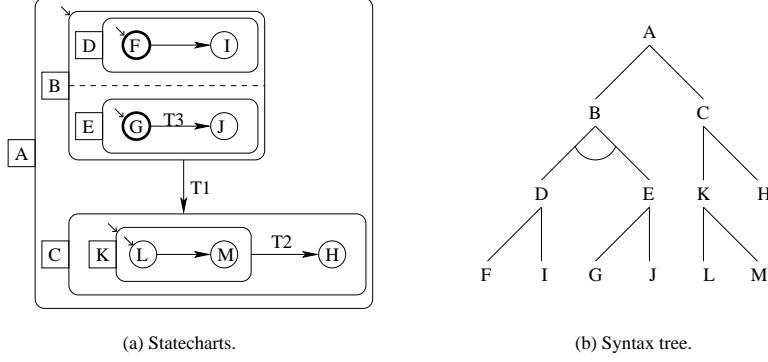 D
F
I
B
E
G
T3
J
A
T1
C
K
L
M
T2
H
(a) Statecharts.
A
B
C
D
E
K
H
F
I
G
J
L
M
(b) Syntax tree.